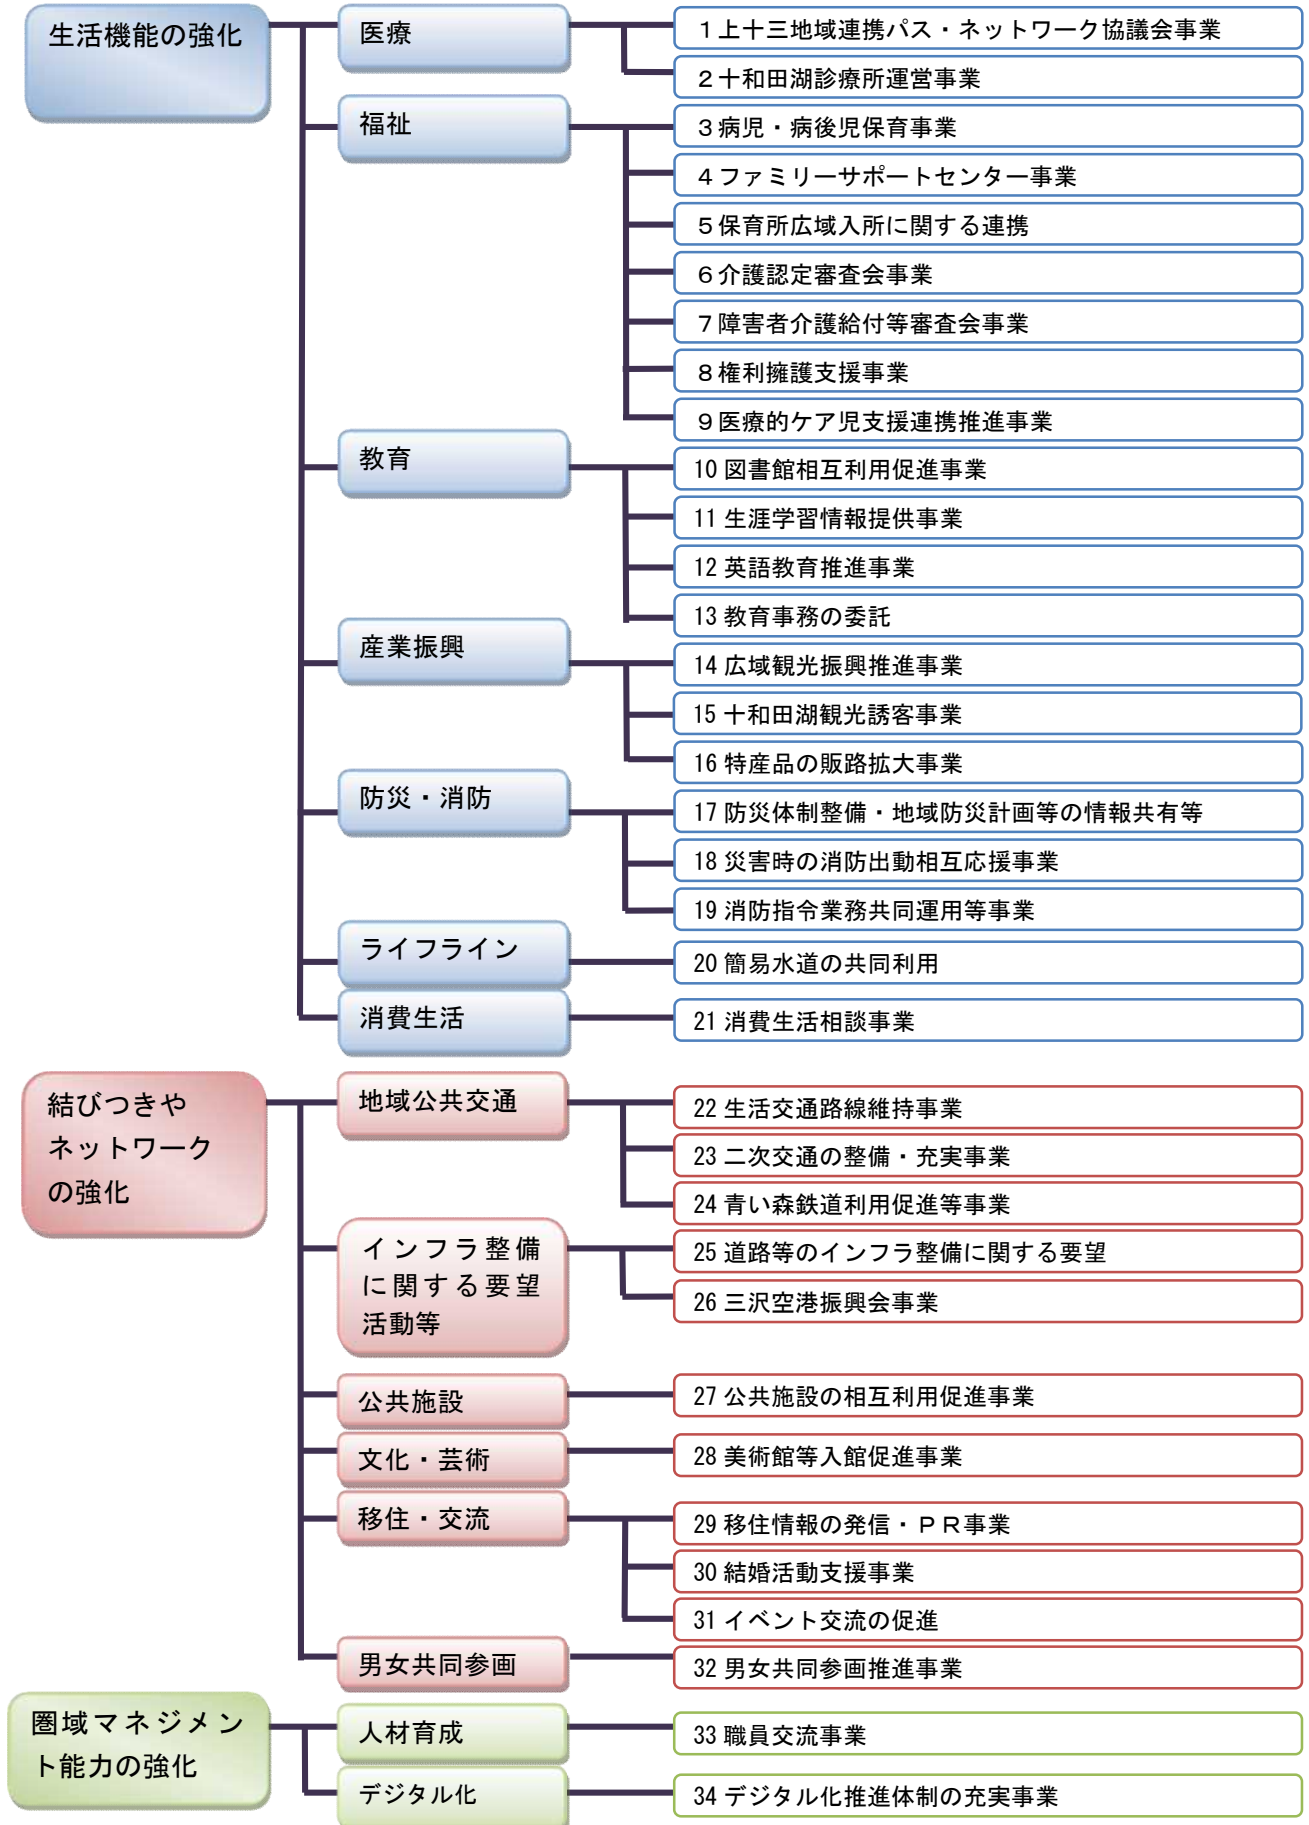 生活機能の強化
医療
1上十三地域連携パス・ネットワーク協議会事業
2十和田湖診療所運営事業
福祉
3病児・病後児保育事業
4ファミリーサポートセンター事業
5保育所広域入所に関する連携
6介護認定審査会事業
7障害者介護給付等審査会事業
8権利擁護支援事業
9医療的ケア児支援連携推進事業
教育
10 図書館相互利用促進事業
11 生涯学習情報提供事業
12 英語教育推進事業
13 教育事務の委託
産業振興
14 広域観光振興推進事業
15 十和田湖観光誘客事業
16 特産品の販路拡大事業
防災・消防
17 防災体制整備・地域防災計画等の情報共有等
18 災害時の消防出動相互応援事業
19 消防指令業務共同運用等事業
ライフライン
20 簡易水道の共同利用
消費生活
21 消費生活相談事業
結びつきや
ネットワーク
の強化
地域公共交通
22 生活交通路線維持事業
23 二次交通の整備・充実事業
24 青い森鉄道利用促進等事業
インフラ整備
に関する要望
活動等
25 道路等のインフラ整備に関する要望
26 三沢空港振興会事業
公共施設
27 公共施設の相互利用促進事業
文化・芸術
28 美術館等入館促進事業
移住・交流
29 移住情報の発信・ＰＲ事業
30 結婚活動支援事業
31 イベント交流の促進
男女共同参画
32 男女共同参画推進事業
圏域マネジメン
ト能力の強化
人材育成
33 職員交流事業
デジタル化
34 デジタル化推進体制の充実事業